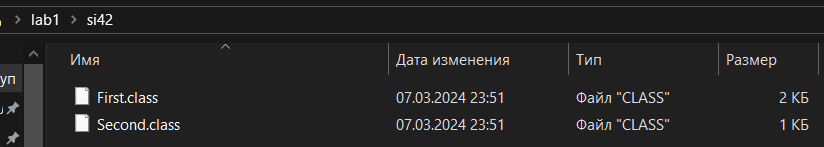 lab1 > si42
Имя Дата изменения Тип Размер
уп
First.class 07.03.2024 23:51 Файл "CLASS" 2 КБ
Second.class 07.03.2024 23:51 Файл "CLASS" 1 КБ